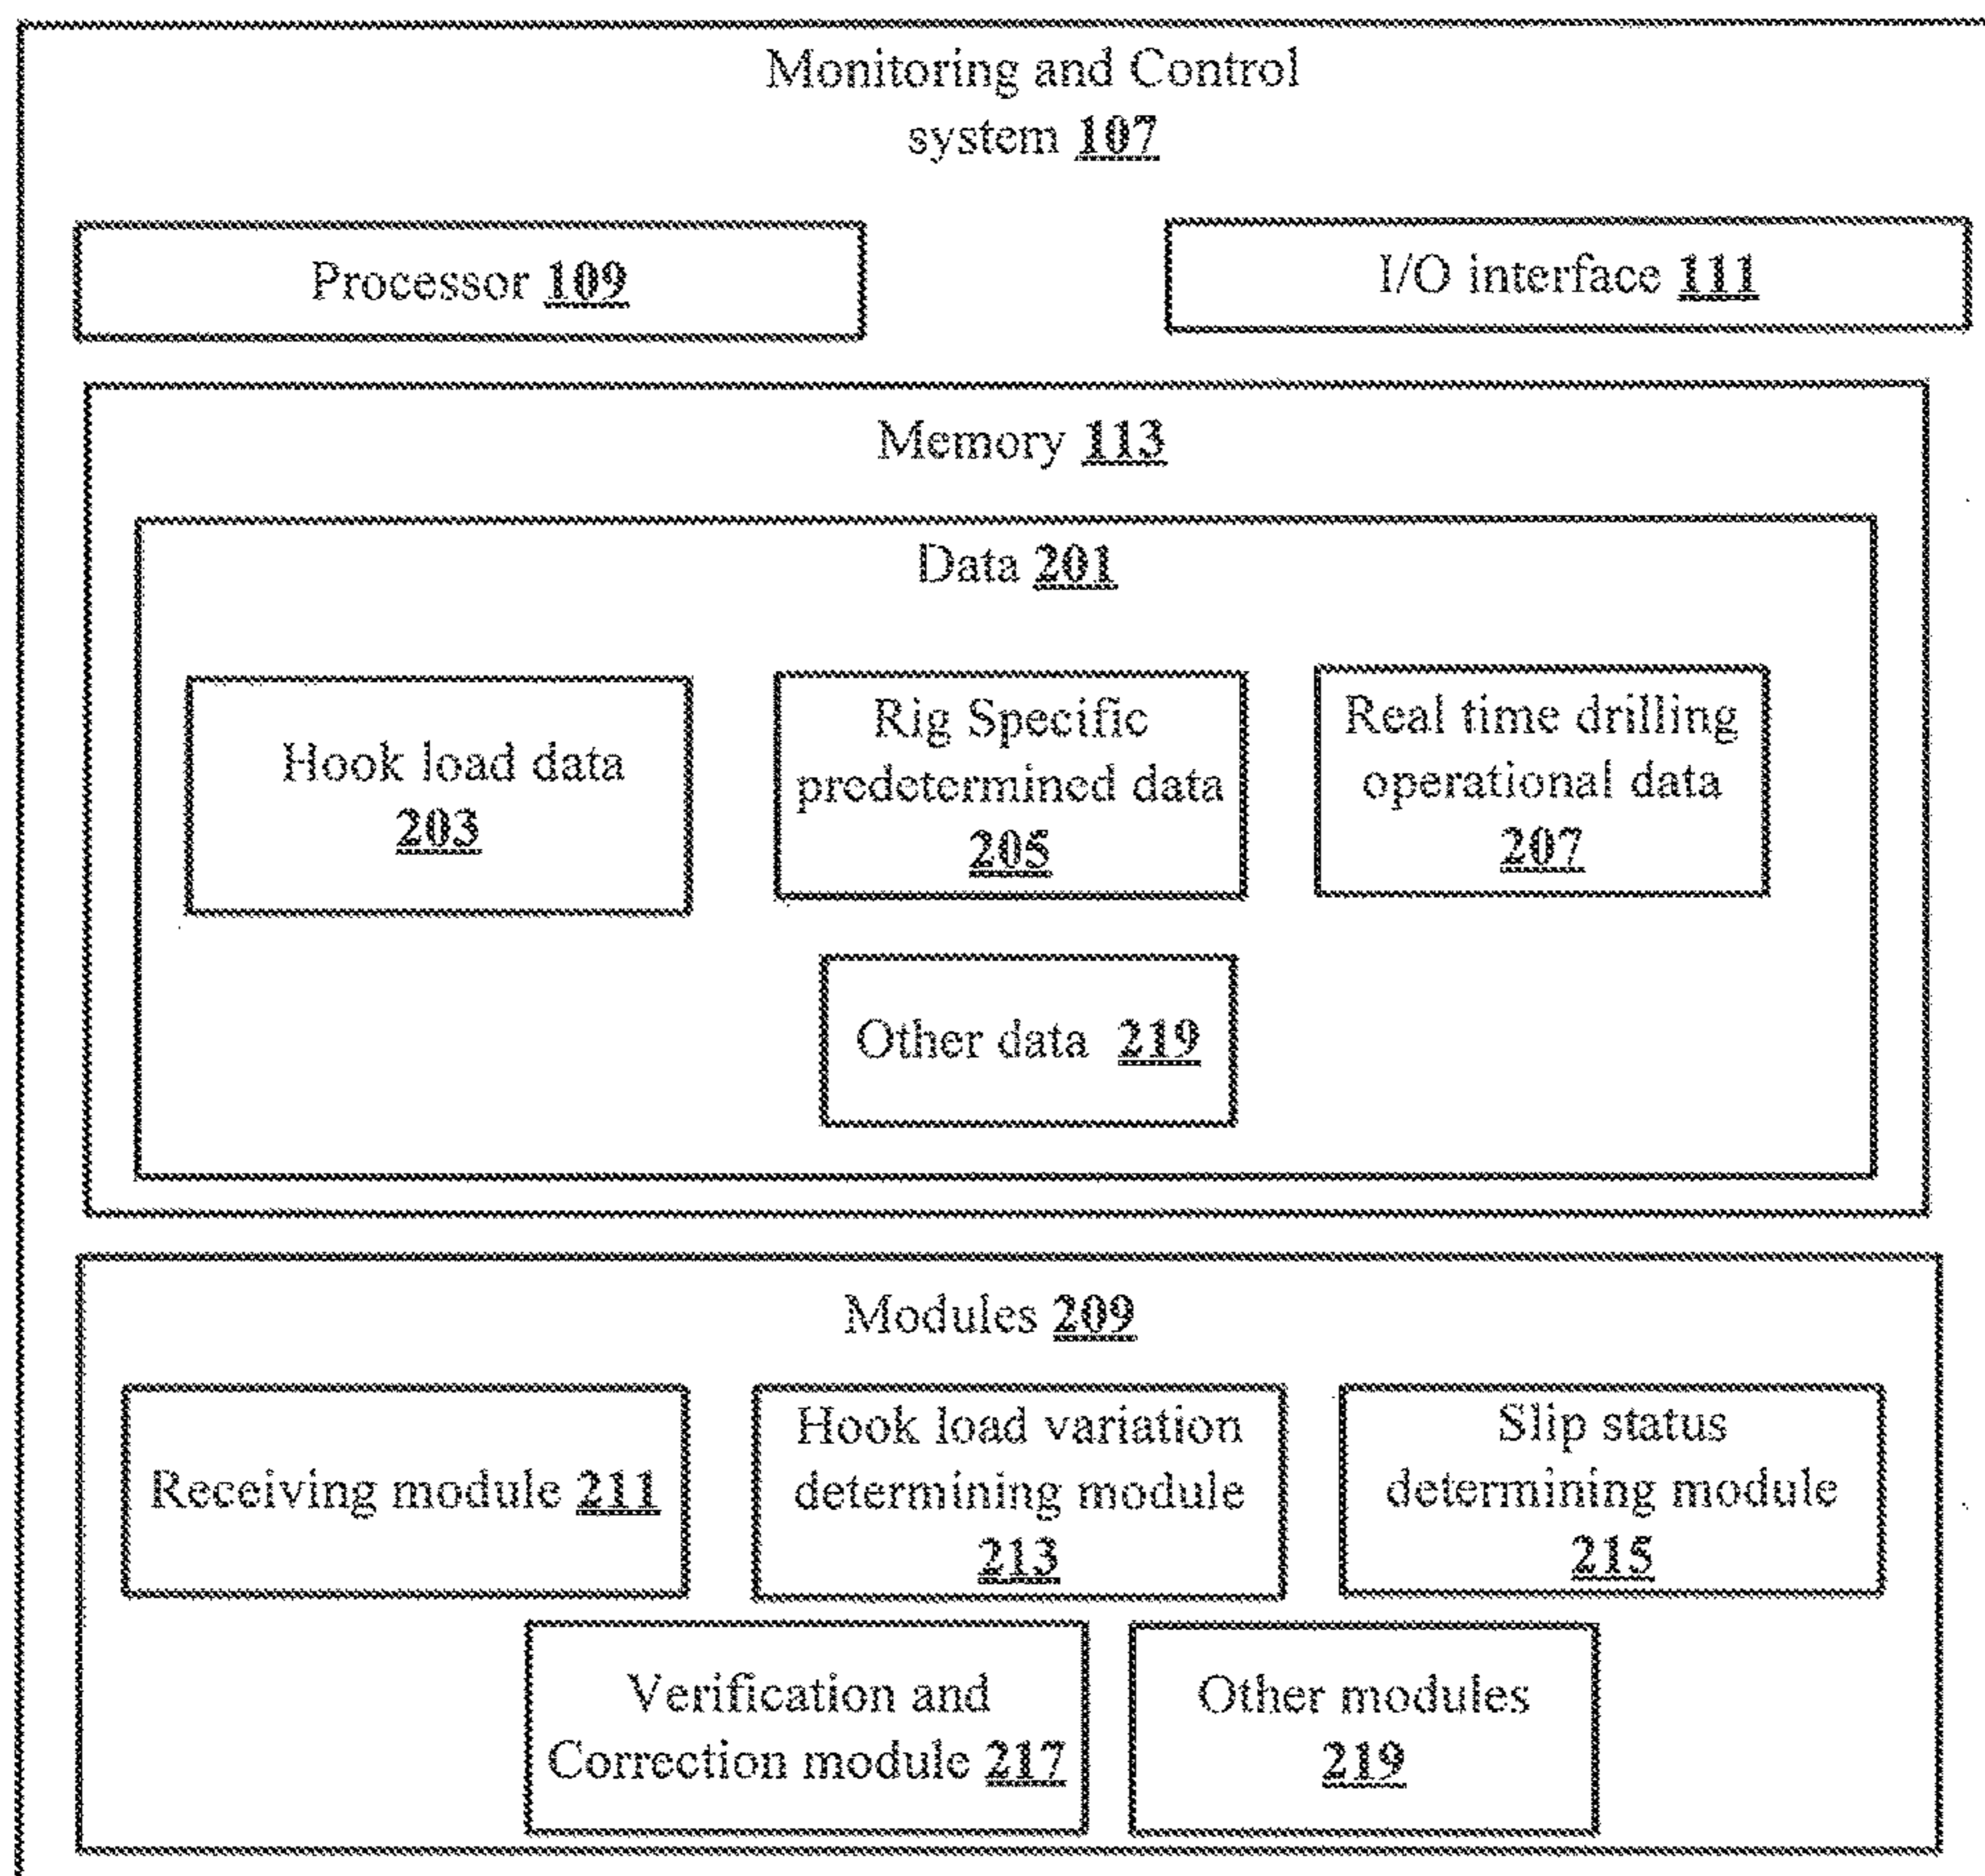 Monitoring and Control
system 107
Processor 109
I/O interface 111
Memory 113
Data 201
Hook load data
203
Rig Specific
predetermined data
205
Real time drilling
operational data
207
Other data 219
Modules 209
Receiving module 211
Hook load variation
determining module
213
Slip status
determining module
215
Verification and
Correction module 217
Other modules
219